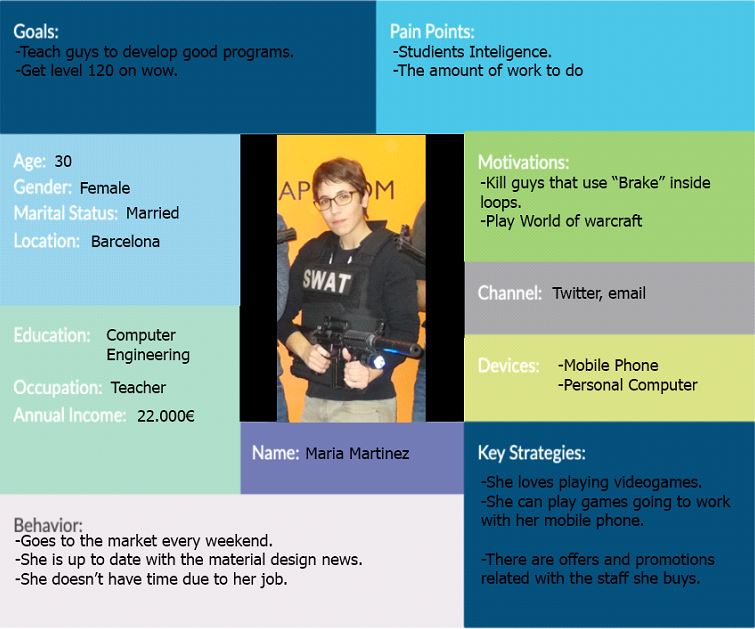 Goals:
-Teach guys to develop good programs.
-Get level 120 on wow.
Pain Points:
-Studients Inteligence.
-The amount of work to do
Age: 30
Gender: Female
Marital Status: Married
Location: Barcelona
SWAT
Motivations:
-Kill guys that use “Brake” inside
loops.
-Play World of warcraft
Channel: Twitter, email
Education: Computer
Engineering
Occupation: Teacher
Annual Income: 22.000€
Devices: -Mobile Phone
-Personal Computer
Name: Maria Martinez
Key Strategies:
-She loves playing videogames.
-She can play games going to work
with her mobile phone.
-There are offers and promotions
related with the staff she buys.
Behavior:
-Goes to the market every weekend.
-She is up to date with the material design news.
-She doesn’t have time due to her job.